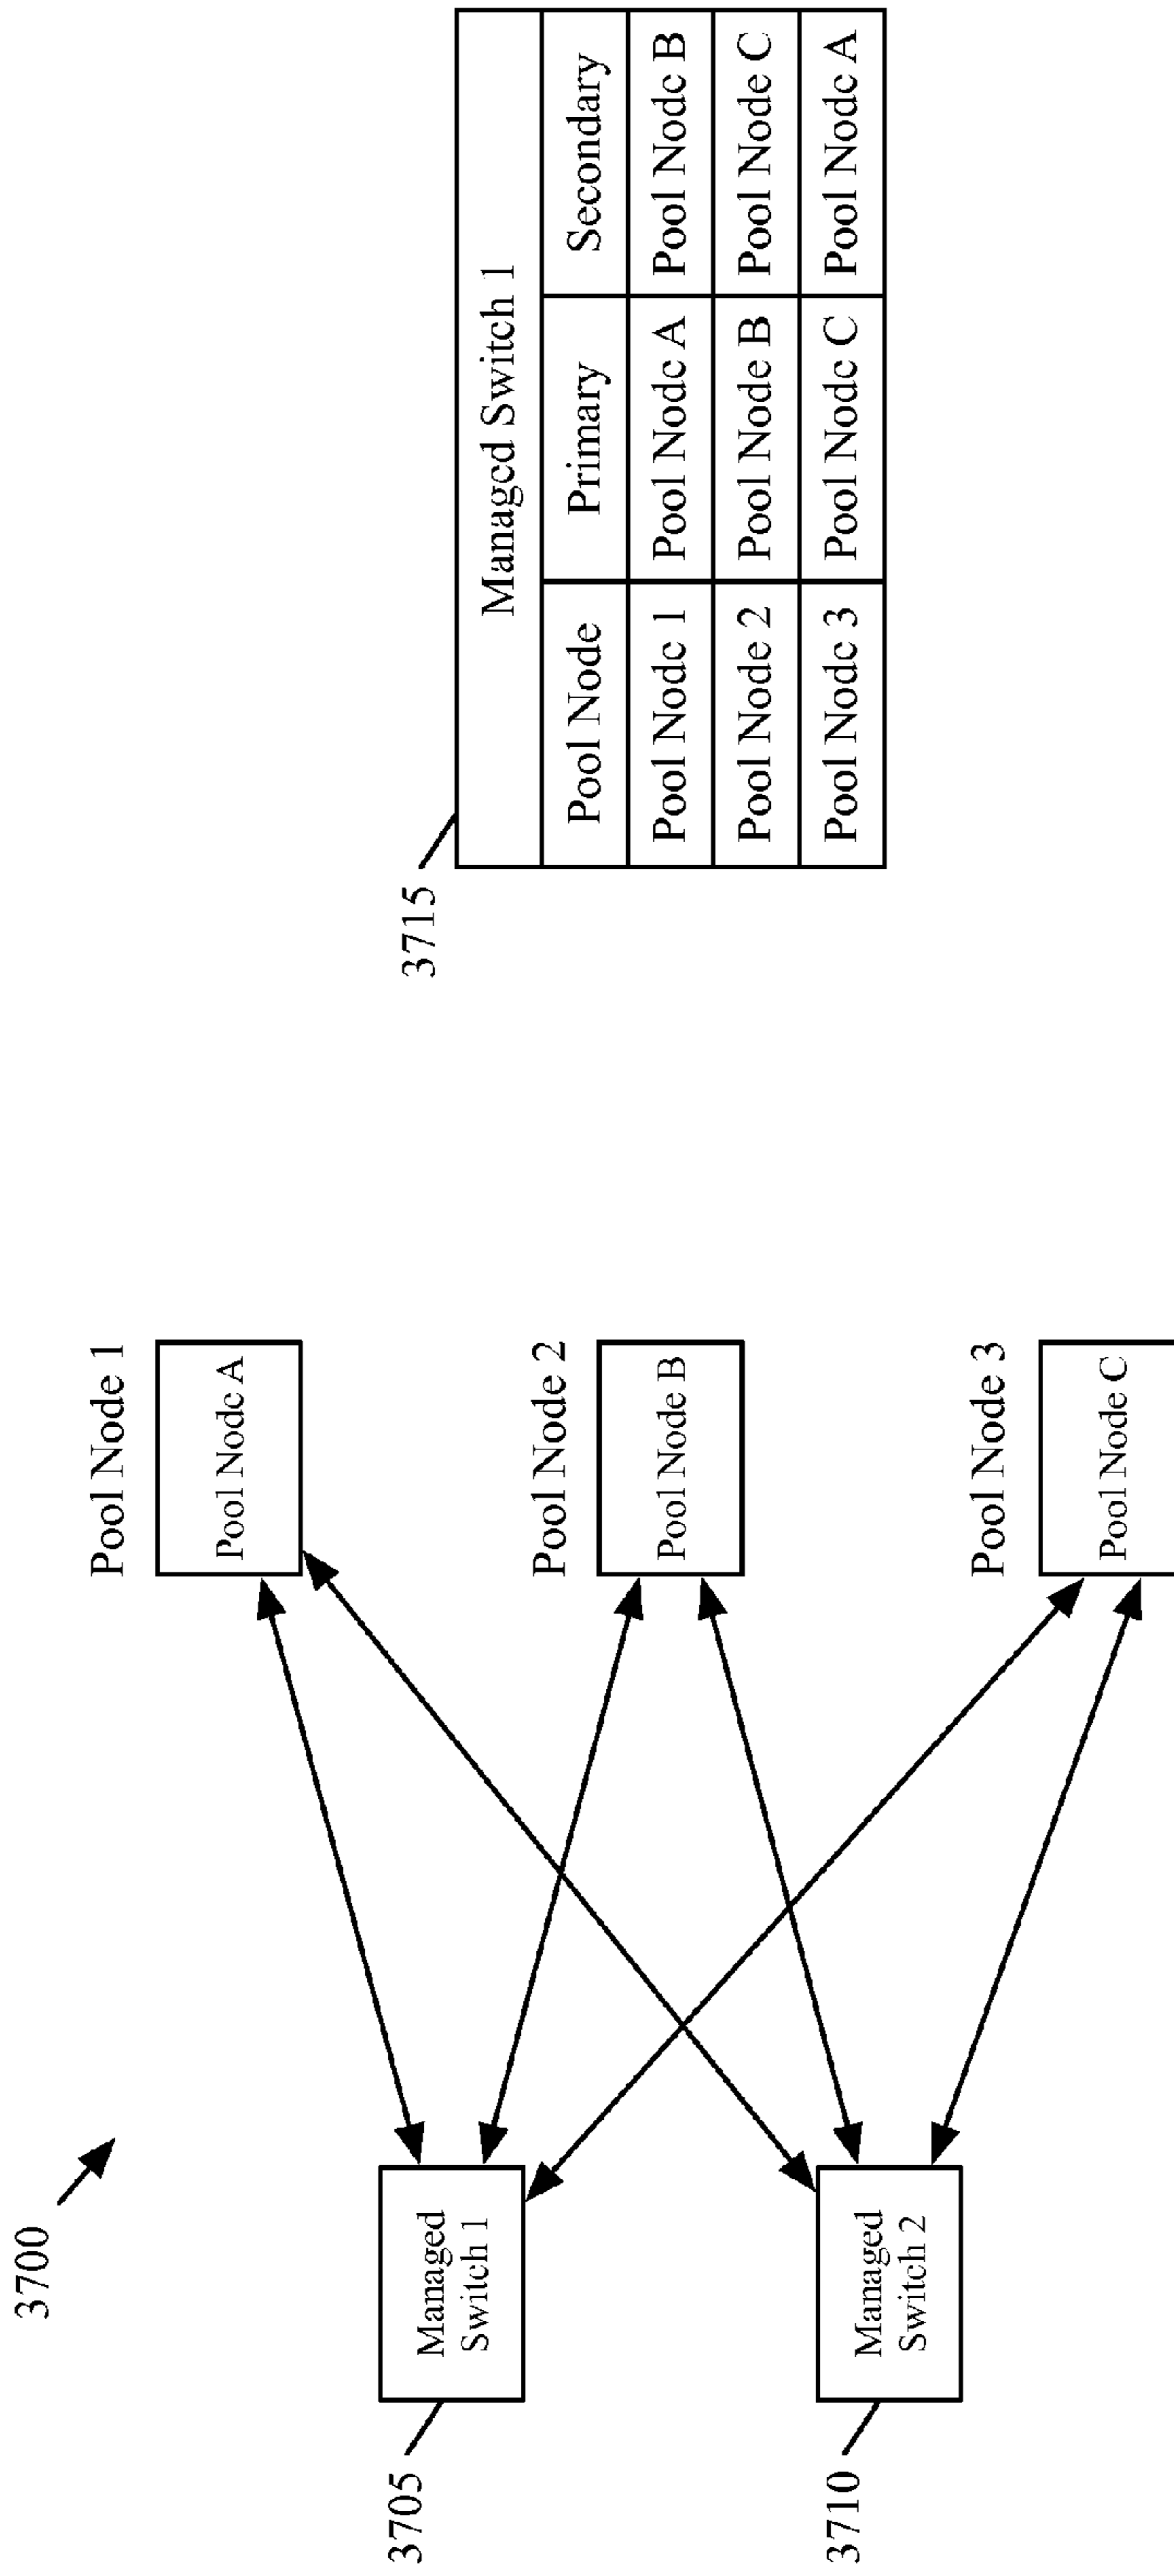 3700
Pool Node 1
Pool Node A
3705
Managed
Switch 1
Pool Node 2
Pool Node B
3710
Managed
Switch 2
Pool Node 3
Pool Node C
3715
Managed Switch 1
Pool Node Primary Secondary
Pool Node 1 Pool Node A Pool Node B
Pool Node 2 Pool Node B Pool Node C
Pool Node 3 Pool Node C Pool Node A